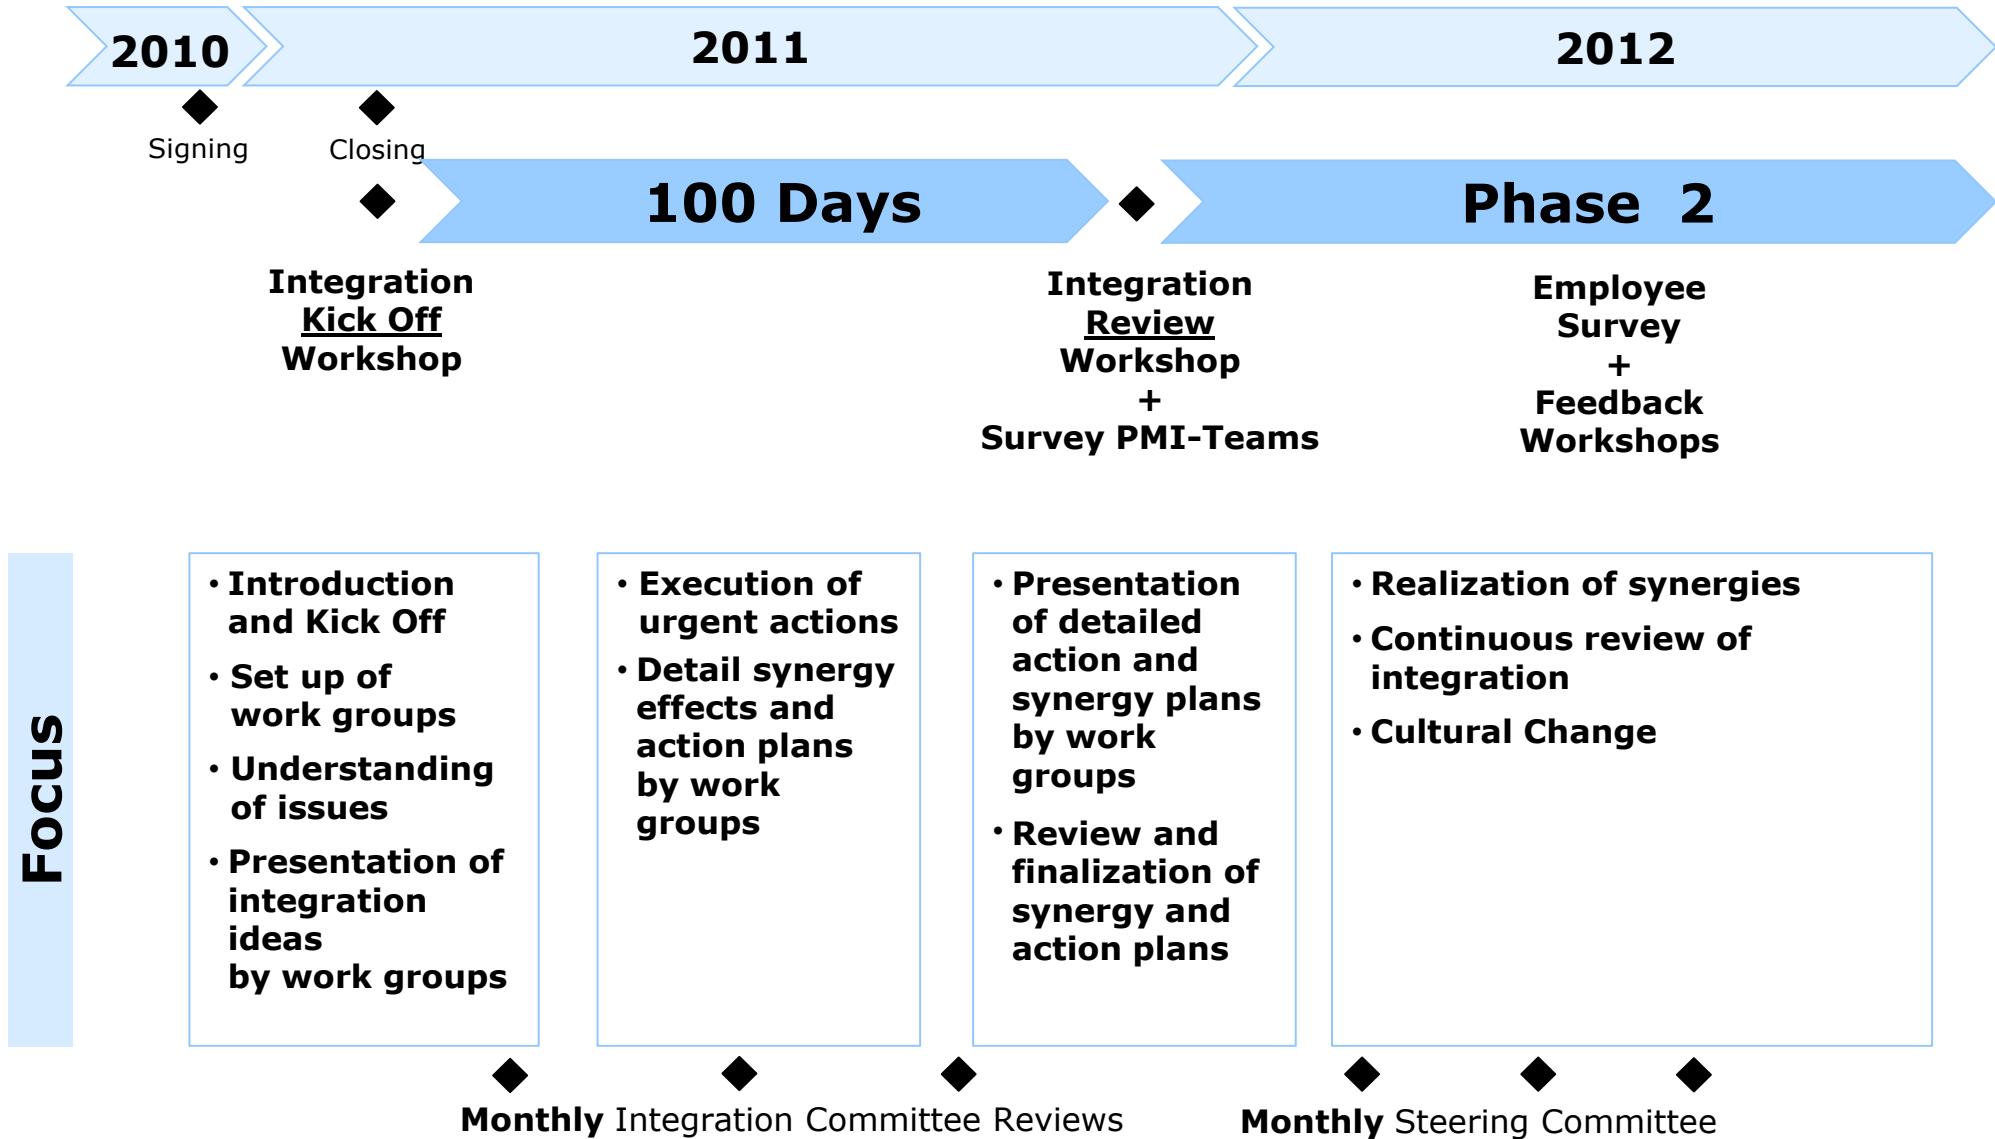 2010
2011
2012
Signing
Closing
100 Days
Phase 2
Integration
Kick Off
Workshop
Integration
Review
Workshop
+
Survey PMI-Teams
Employee
Survey
+
Feedback
Workshops
Focus
• Introduction
and Kick Off
• Set up of
work groups
• Understanding
of issues
• Presentation of
integration
ideas
by work groups
• Execution of
urgent actions
• Detail synergy
effects and
action plans
by work
groups
• Presentation
of detailed
action and
synergy plans
by work
groups
• Review and
finalization of
synergy and
action plans
• Realization of synergies
• Continuous review of
integration
• Cultural Change
Monthly Integration Committee Reviews
Monthly Steering Committee